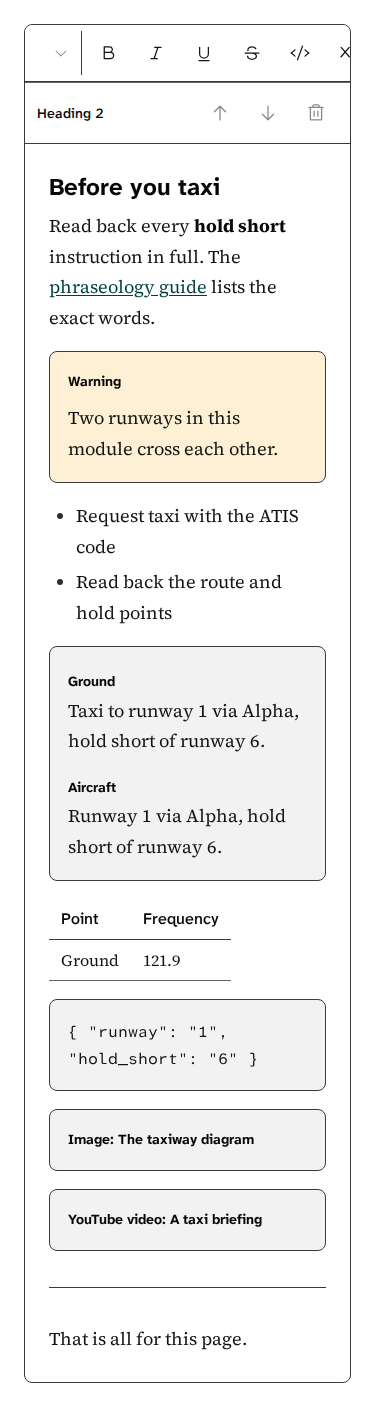 B I U S </> X
Heading 2
Before you taxi
Read back every hold short
instruction in full. The
phraseology guide lists the
exact words.
Warning
Two runways in this
module cross each other.
• Request taxi with the ATIS
code
• Read back the route and
hold points
Ground
Taxi to runway 1 via Alpha,
hold short of runway 6.
Aircraft
Runway 1 via Alpha, hold
short of runway 6.
Point Frequency
Ground 121.9
{ "runway": "1",
"hold_short": "6" }
Image: The taxiway diagram
YouTube video: A taxi briefing
That is all for this page.